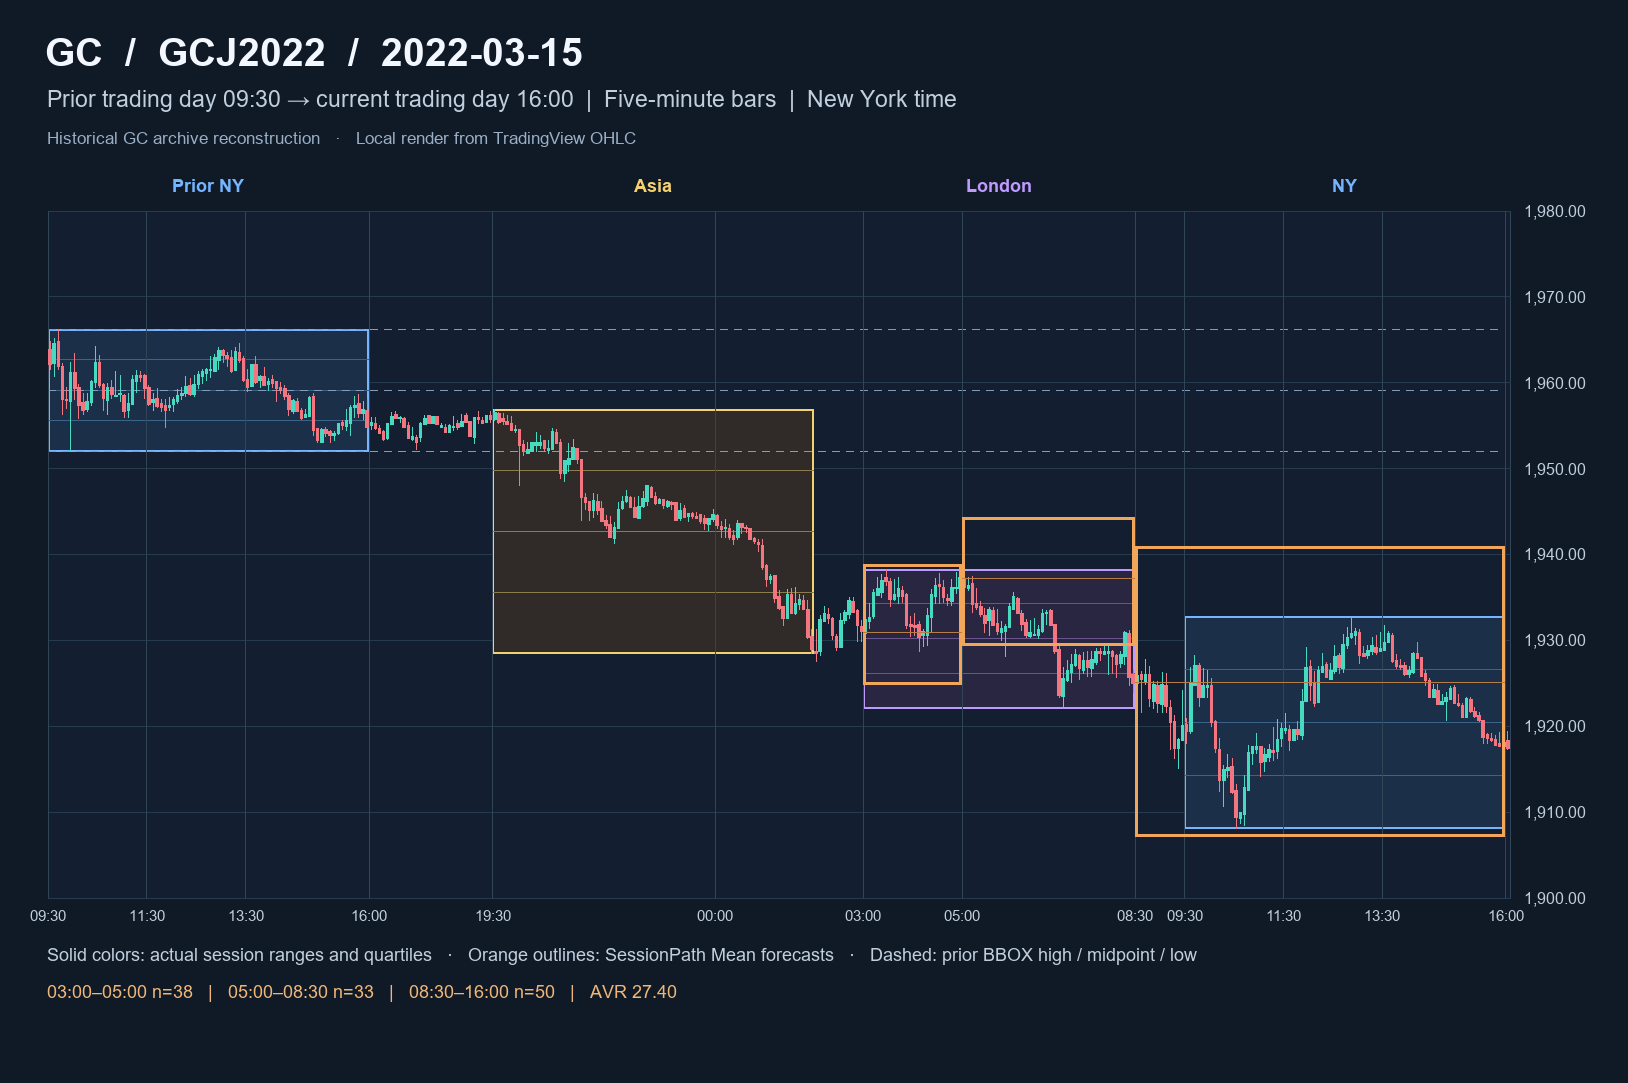 GC / GCJ2022 / 2022-03-15
Prior trading day 09:30 → current trading day 16:00 | Five-minute bars | New York time
Historical GC archive reconstruction · Local render from TradingView OHLC
Prior NY Asia London NY
1,980.00
1,970.00
1,960.00
1,950.00
1,940.00
1,930.00
1,920.00
1,910.00
1,900.00
09:30 11:30 13:30 16:00 19:30 00:00 03:00 05:00 08:30 09:30 11:30 13:30 16:00
Solid colors: actual session ranges and quartiles · Orange outlines: SessionPath Mean forecasts · Dashed: prior BBOX high / midpoint / low
03:00–05:00 n=38 | 05:00–08:30 n=33 | 08:30–16:00 n=50 | AVR 27.40